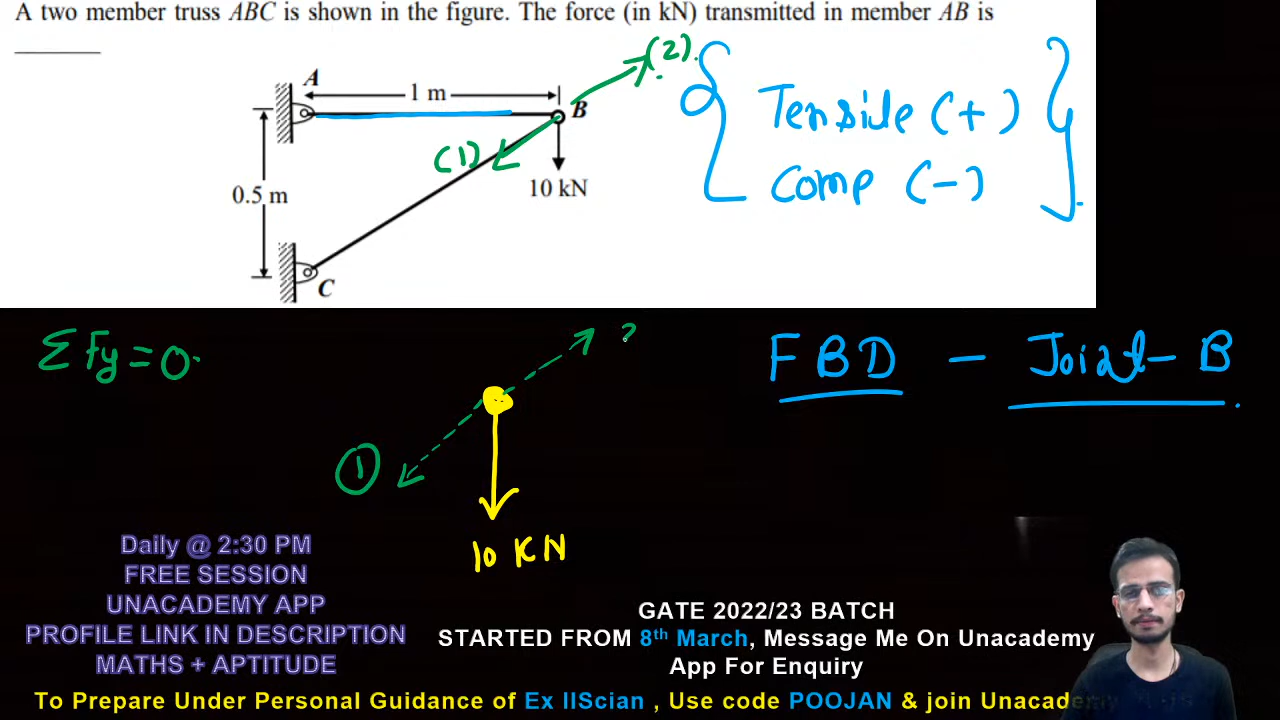 A two member truss ABC is shown in the figure. The force (in kN) transmitted in member AB is
A
1 m
B
(2)
(1)
0.5 m
10 kN
C
Tensile (+)
Comp (-)
Σ Fy = 0
?
1
10 KN
FBD - Joint - B
Daily @ 2:30 PM
FREE SESSION
UNACADEMY APP
PROFILE LINK IN DESCRIPTION
MATHS + APTITUDE
GATE 2022/23 BATCH
STARTED FROM 8th March, Message Me On Unacademy
App For Enquiry
To Prepare Under Personal Guidance of Ex IIScian , Use code POOJAN & join Unacademy